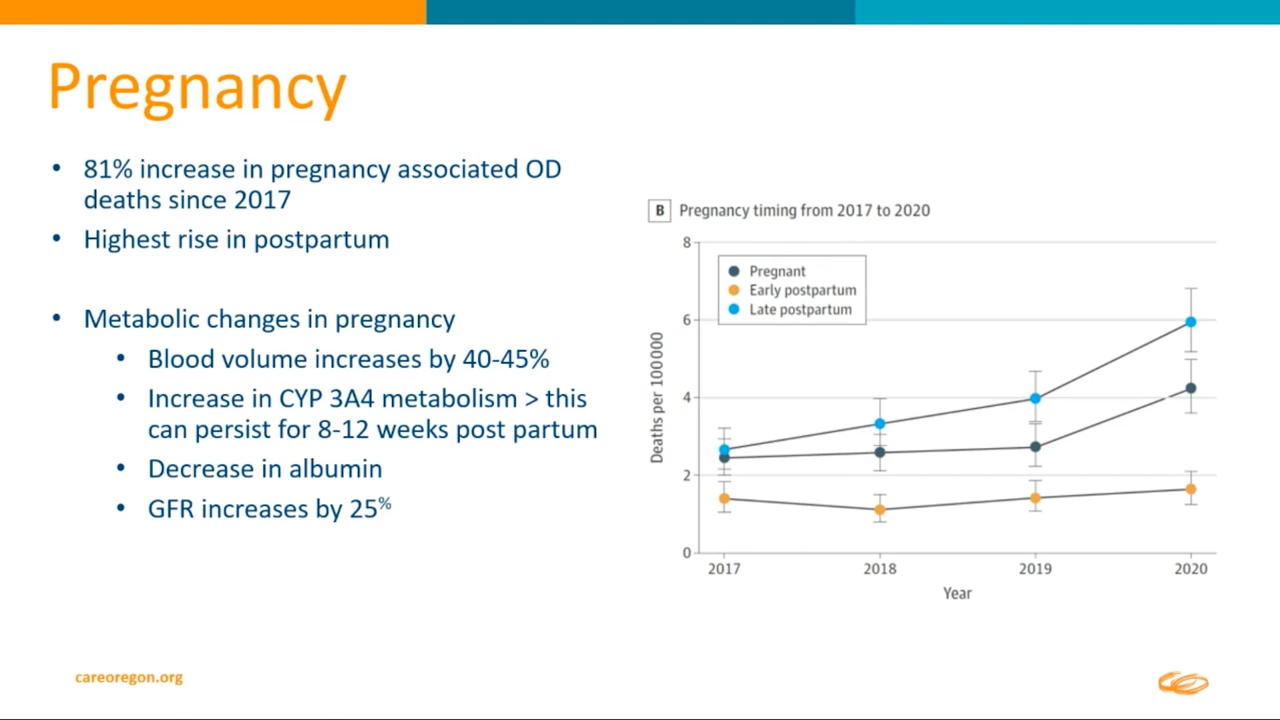 Pregnancy
• 81% increase in pregnancy associated OD
deaths since 2017
• Highest rise in postpartum
• Metabolic changes in pregnancy
• Blood volume increases by 40-45%
• Increase in CYP 3A4 metabolism > this
can persist for 8-12 weeks post partum
• Decrease in albumin
• GFR increases by 25%
B Pregnancy timing from 2017 to 2020
Pregnant
Early postpartum
Late postpartum
Deaths per 100000
8
6
4
2
0
2017 2018 2019 2020
Year
careoregon.org